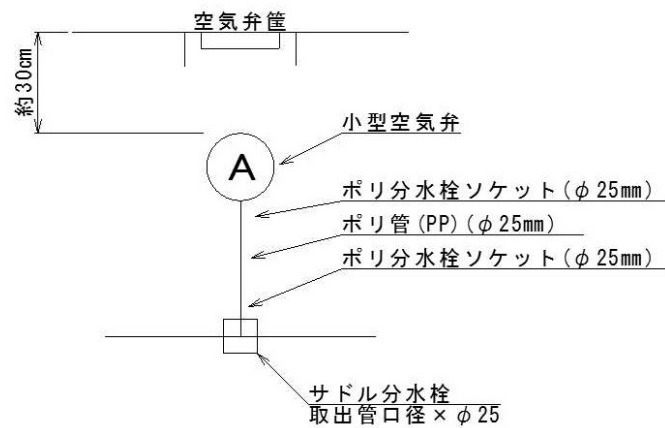 空気弁筺
約30cm
小型空気弁
A
ポリ分水栓ソケット(φ25mm)
ポリ管(PP)(φ25mm)
ポリ分水栓ソケット(φ25mm)
サドル分水栓
取出管口径×φ25